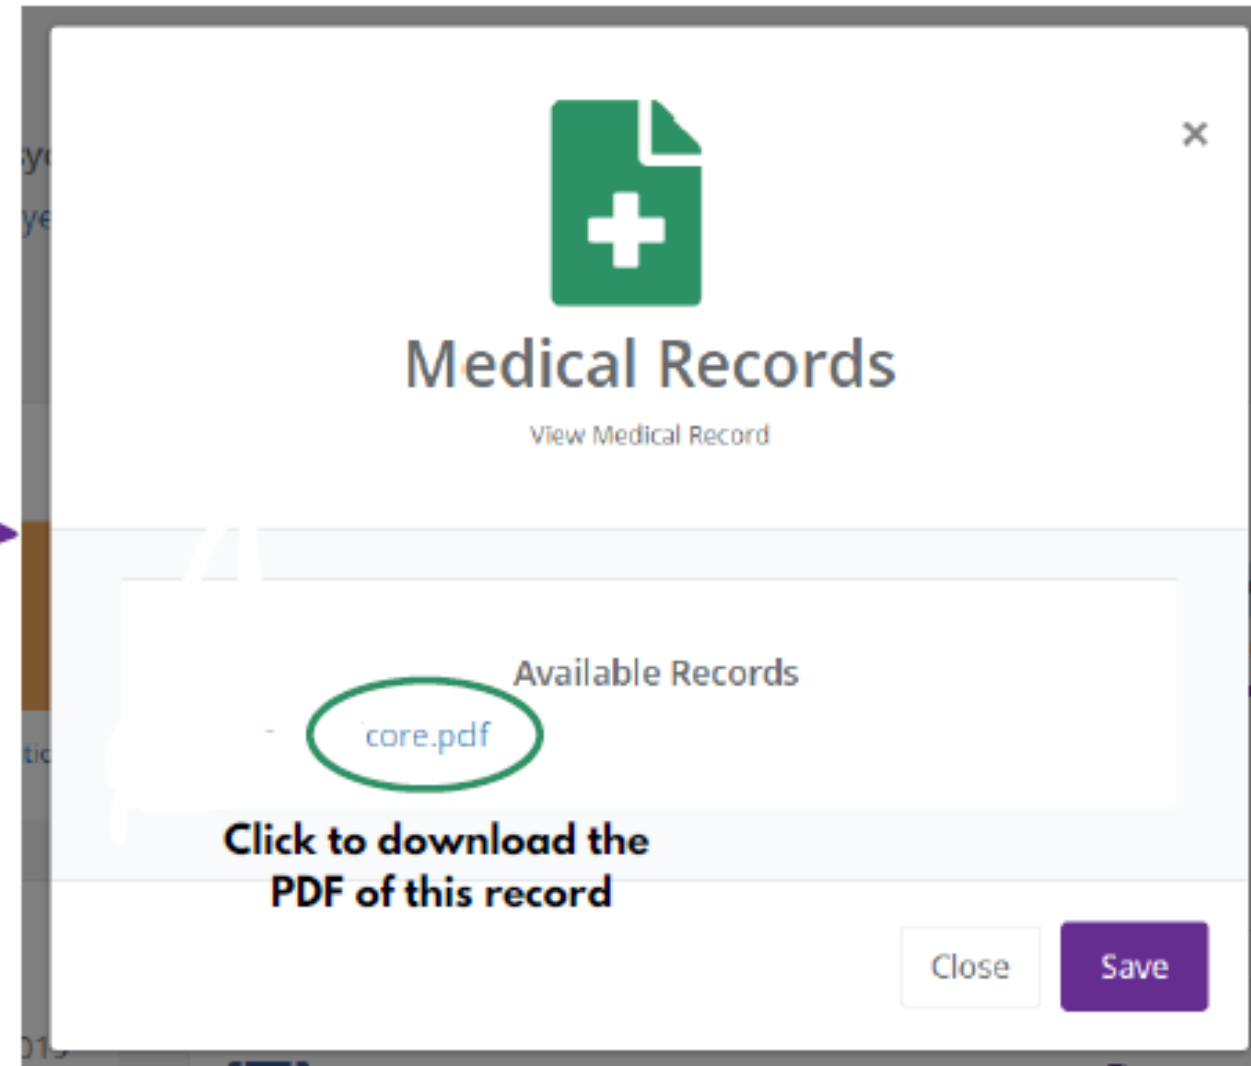 ×
Medical Records
View Medical Record
Available Records
- core.pdf
Click to download the
PDF of this record
Close
Save